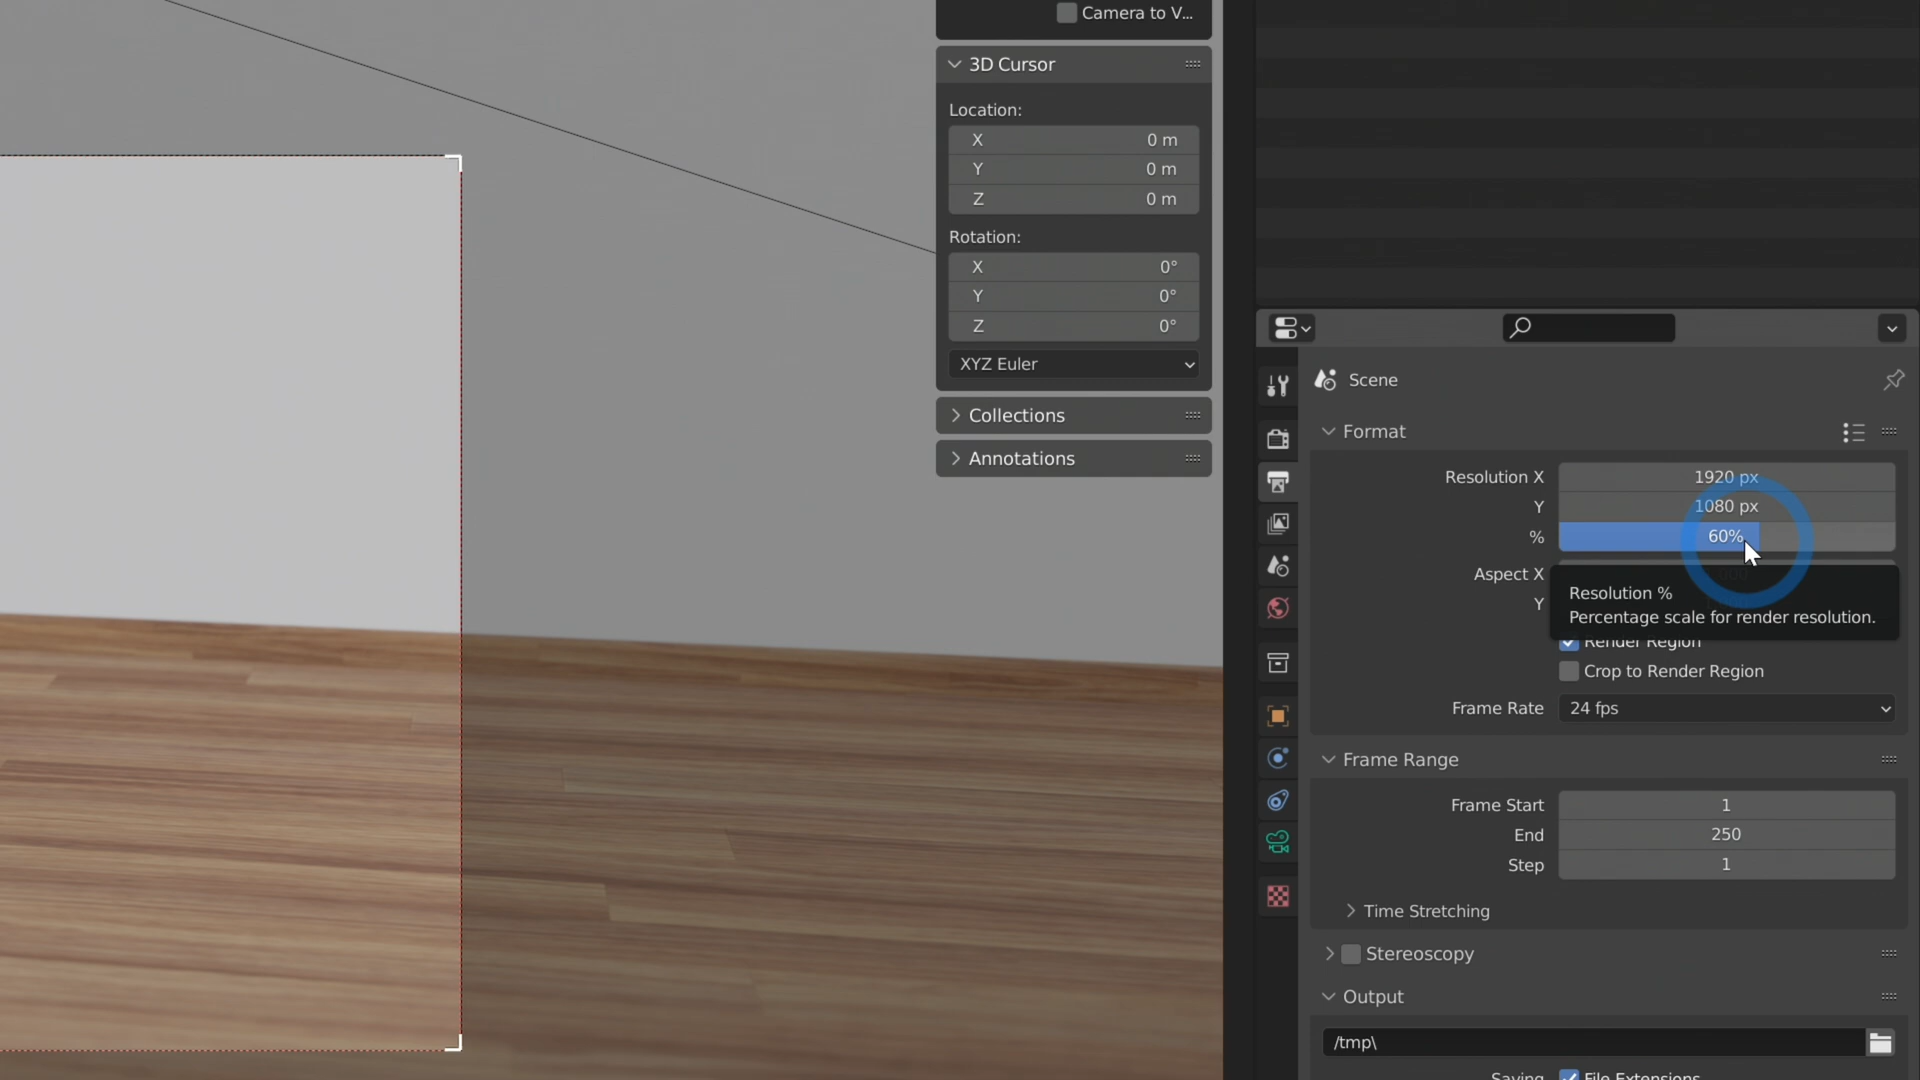 Camera to V...
3D Cursor
Location:
X 0 m
Y 0 m
Z 0 m
Rotation:
X 0°
Y 0°
Z 0°
XYZ Euler
Collections
Annotations
Scene
Format
Resolution X 1920 px
Y 1080 px
% 60%
Aspect X
Y
Resolution %
Percentage scale for render resolution.
Render Region
Crop to Render Region
Frame Rate 24 fps
Frame Range
Frame Start 1
End 250
Step 1
Time Stretching
Stereoscopy
Output
/tmp\
Saving File Extensions